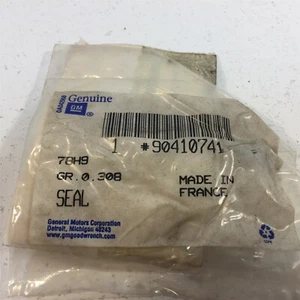 Genuine
GM
1 #90410741
78H9
GR.0.308
SEAL
MADE IN
FRANCE
General Motors Corporation
Detroit, Michigan 48243
www.gmgoodwrench.com